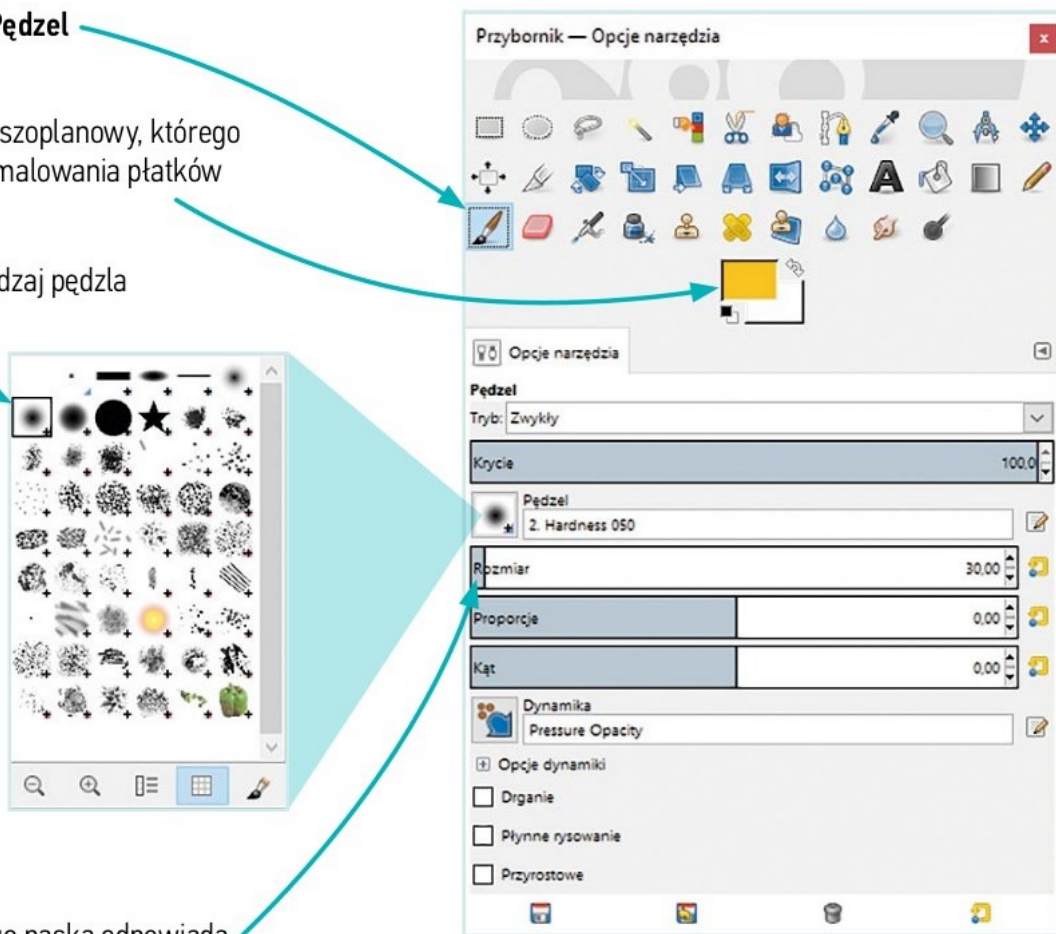 Pędzel
szoplanowy, którego
malowania płatków
dzaj pędzla
Przybornik — Opcje narzędzia
x
Opcje narzędzia
Pędzel
Tryb: Zwykły
Krycie 100,0
Pędzel
2. Hardness 050
Rozmiar 30,00
Proporcje 0,00
Kąt 0,00
Dynamika
Pressure Opacity
Opcje dynamiki
Drganie
Płynne rysowanie
Przyrostowe
paska odpowiada